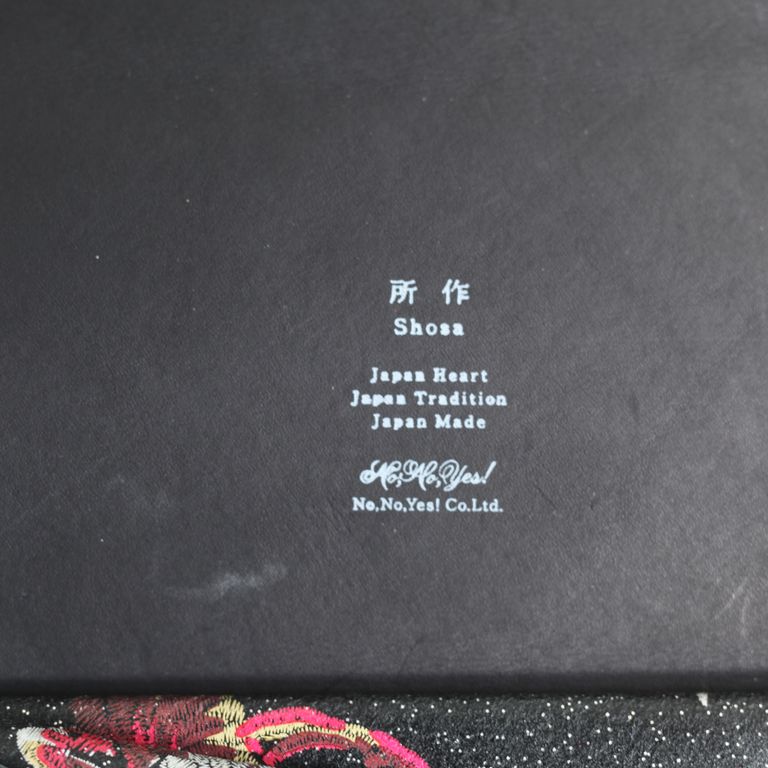 所作
Shosa
Japan Heart
Japan Tradition
Japan Made
No,No,Yes!
No,No,Yes! Co.Ltd.